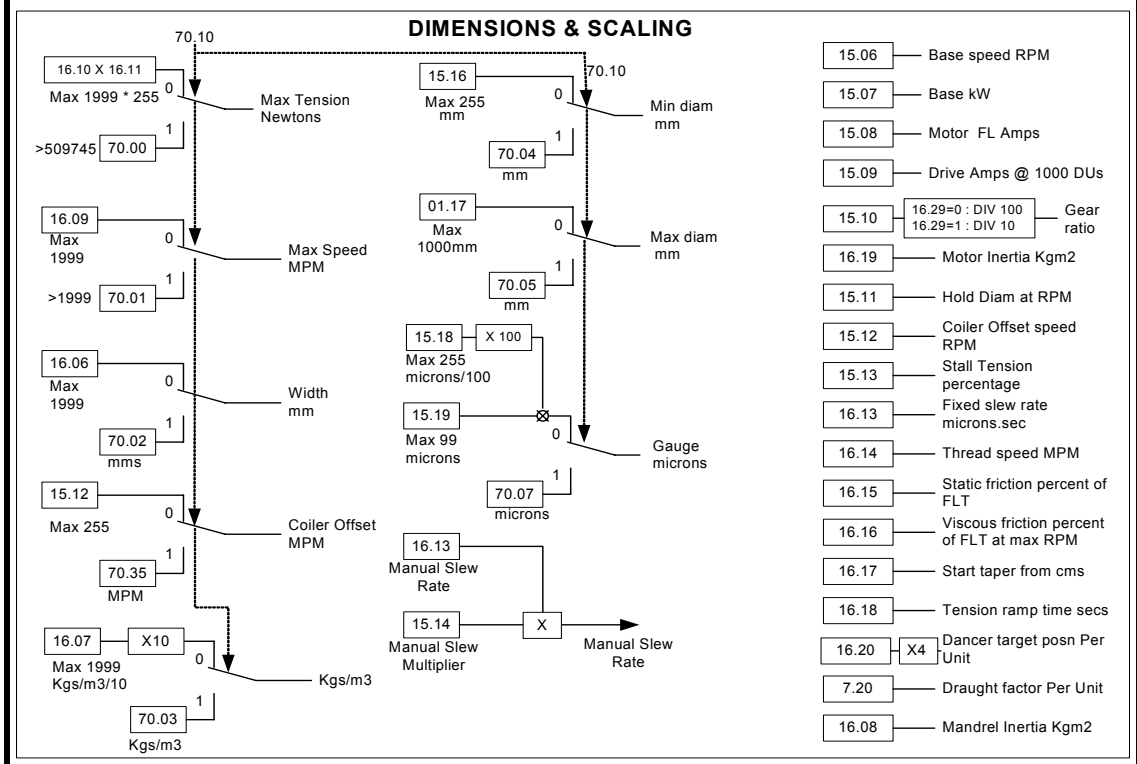 DIMENSIONS & SCALING
70.10
16.10 X 16.11
Max 1999 * 255
0
Max Tension
Newtons
1
>509745
70.00
16.09
Max
1999
0
Max Speed
MPM
1
>1999
70.01
16.06
Max
1999
0
Width
mm
1
70.02
mms
15.12
Max 255
0
Coiler Offset
MPM
1
70.35
MPM
16.07
X10
Max 1999
Kgs/m3/10
0
Kgs/m3
1
70.03
Kgs/m3
70.10
15.16
Max 255
mm
0
Min diam
mm
1
70.04
mm
01.17
Max
1000mm
0
Max diam
mm
1
70.05
mm
15.18
X 100
Max 255
microns/100
15.19
Max 99
microns
0
Gauge
microns
1
70.07
microns
16.13
Manual Slew
Rate
15.14
Manual Slew
Multiplier
X
Manual Slew
Rate
15.06
Base speed RPM
15.07
Base kW
15.08
Motor FL Amps
15.09
Drive Amps @ 1000 DUs
15.10
16.29=0 : DIV 100
16.29=1 : DIV 10
Gear
ratio
16.19
Motor Inertia Kgm2
15.11
Hold Diam at RPM
15.12
Coiler Offset speed
RPM
15.13
Stall Tension
percentage
16.13
Fixed slew rate
microns.sec
16.14
Thread speed MPM
16.15
Static friction percent of
FLT
16.16
Viscous friction percent
of FLT at max RPM
16.17
Start taper from cms
16.18
Tension ramp time secs
16.20
X4
Dancer target posn Per
Unit
7.20
Draught factor Per Unit
16.08
Mandrel Inertia Kgm2